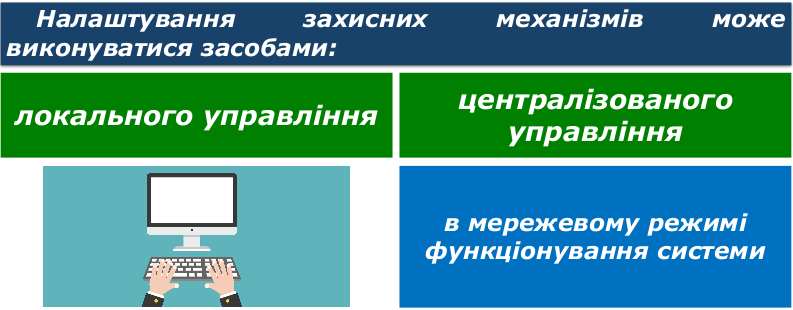 Налаштування захисних механізмів може
виконуватися засобами:
локального управління
централізованого
управління
в мережевому режимі
функціонування системи